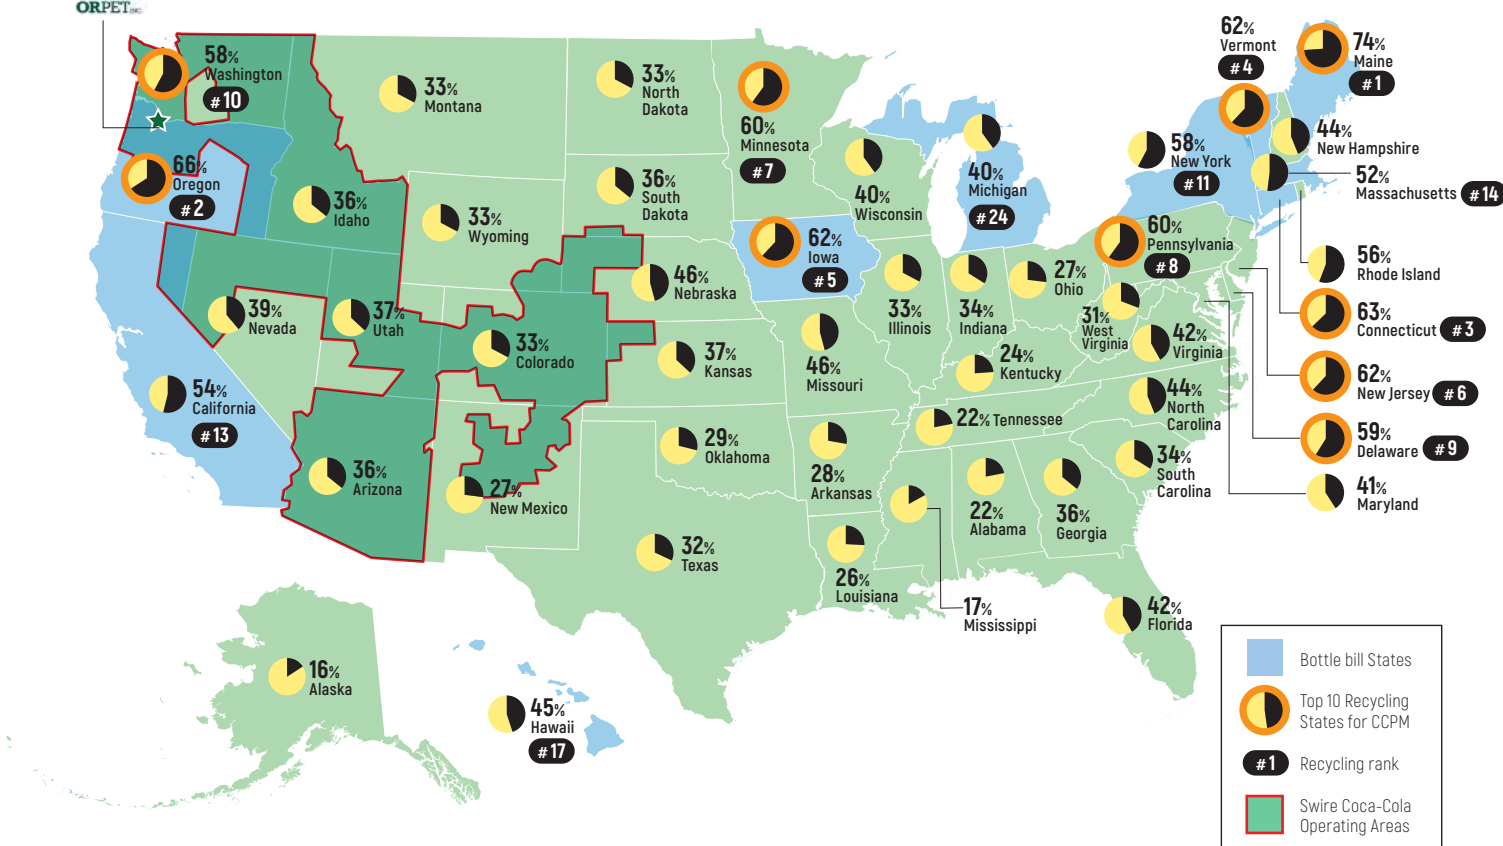 ORPET INC.
58%
Washington
#10
66%
Oregon
#2
54%
California
#13
36%
Idaho
39%
Nevada
37%
Utah
36%
Arizona
33%
Montana
33%
Wyoming
33%
Colorado
27%
New Mexico
33%
North
Dakota
36%
South
Dakota
46%
Nebraska
37%
Kansas
29%
Oklahoma
32%
Texas
60%
Minnesota
#7
62%
Iowa
#5
46%
Missouri
28%
Arkansas
26%
Louisiana
40%
Wisconsin
33%
Illinois
40%
Michigan
#24
34%
Indiana
27%
Ohio
24%
Kentucky
22% Tennessee
17%
Mississippi
22%
Alabama
36%
Georgia
42%
Florida
34%
South
Carolina
44%
North
Carolina
42%
Virginia
31%
West
Virginia
60%
Pennsylvania
#8
58%
New York
#11
62%
Vermont
#4
74%
Maine
#1
44%
New Hampshire
52%
Massachusetts #14
56%
Rhode Island
63%
Connecticut #3
62%
New Jersey #6
59%
Delaware #9
41%
Maryland
16%
Alaska
45%
Hawaii
#17
Bottle bill States
Top 10 Recycling
States for CCPM
#1 Recycling rank
Swire Coca-Cola
Operating Areas